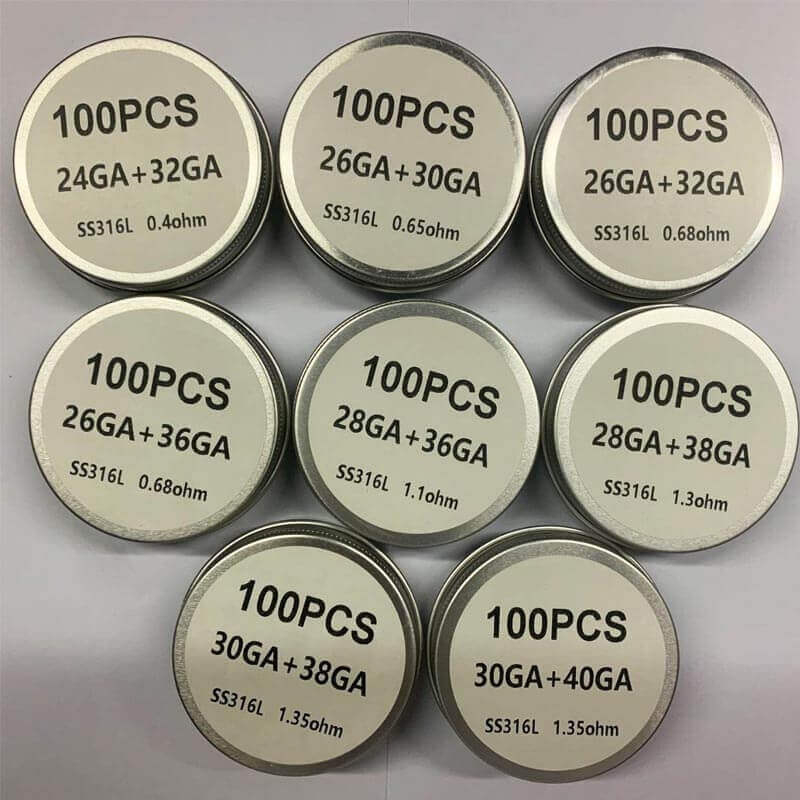 100PCS
24GA+32GA
SS316L 0.4ohm
100PCS
26GA+30GA
SS316L 0.65ohm
100PCS
26GA+32GA
SS316L 0.68ohm
100PCS
26GA+36GA
SS316L 0.68ohm
100PCS
28GA+36GA
SS316L 1.1ohm
100PCS
28GA+38GA
SS316L 1.3ohm
100PCS
30GA+38GA
SS316L 1.35ohm
100PCS
30GA+40GA
SS316L 1.35ohm